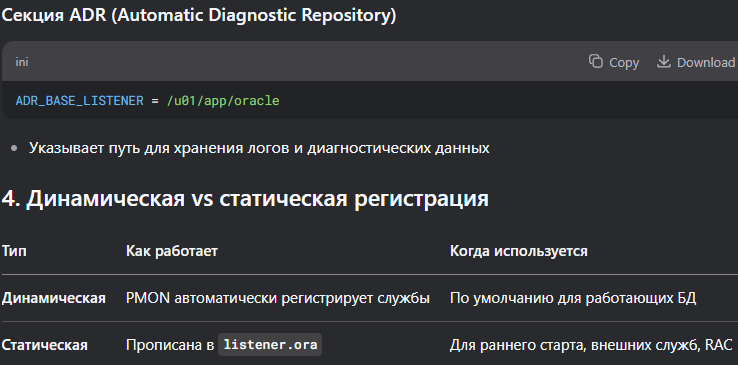 Секция ADR (Automatic Diagnostic Repository)
ini Copy Download
ADR_BASE_LISTENER = /u01/app/oracle
• Указывает путь для хранения логов и диагностических данных
4. Динамическая vs статическая регистрация
Тип Как работает Когда используется
Динамическая PMON автоматически регистрирует службы По умолчанию для работающих БД
Статическая Прописана в listener.ora Для раннего старта, внешних служб, RAC